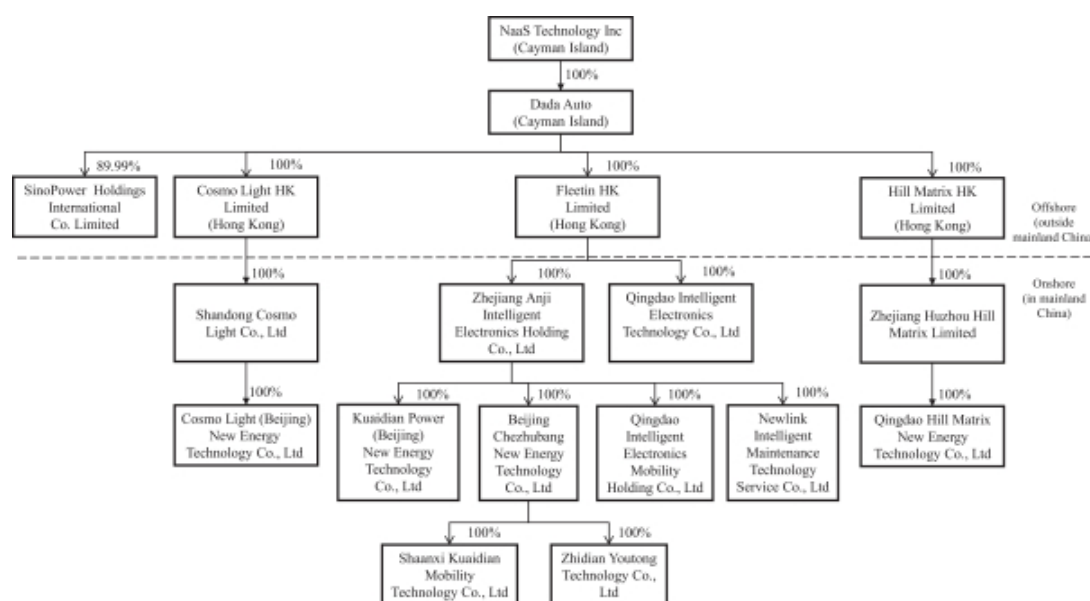 NaaS Technology Inc
(Cayman Island)
100%
Dada Auto
(Cayman Island)
89.99%
100%
100%
100%
SinoPower Holdings
International
Co. Limited
Cosmo Light HK
Limited
(Hong Kong)
Fleetin HK
Limited
(Hong Kong)
Hill Matrix HK
Limited
(Hong Kong)
Offshore
(outside
mainland China
100%
100%
100%
100%
Shandong Cosmo
Light Co., Ltd
Zhejiang Anji
Intelligent
Electronics Holding
Co., Ltd
Qingdao Intelligent
Electronics
Technology Co., Ltd
Zhejiang Huzhou Hill
Matrix Limited
Onshore
(in mainland
China)
100%
100%
100%
100%
100%
100%
Cosmo Light (Beijing)
New Energy
Technology Co., Ltd
Kuaidian Power
(Beijing)
New Energy
Technology
Co., Ltd
Beijing
Chezhubang
New Energy
Technology
Co., Ltd
Qingdao
Intelligent
Electronics
Mobility
Holding Co., Ltd
Newlink
Intelligent
Maintenance
Technology
Service Co., Ltd
Qingdao Hill Matrix
New Energy
Technology Co., Ltd
100%
100%
Shaanxi Kuaidian
Mobility
Technology Co., Ltd
Zhidian Youtong
Technology Co.,
Ltd